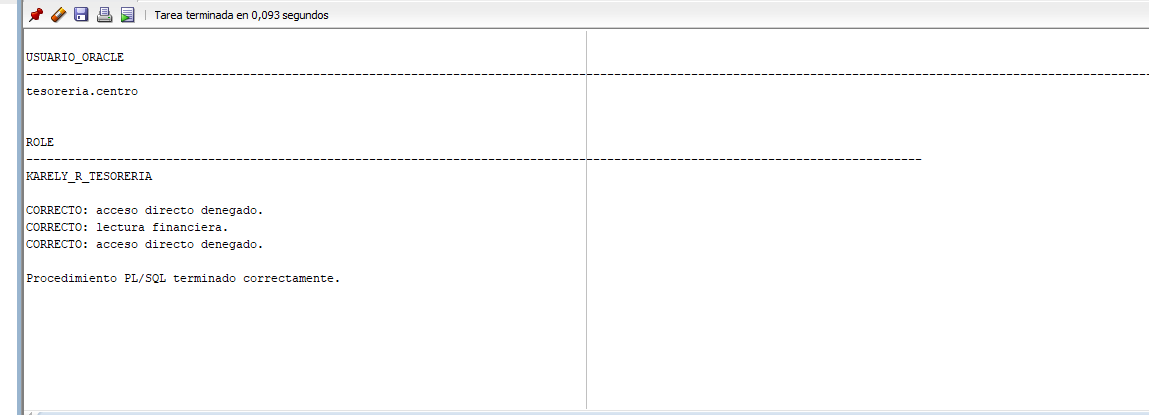 Tarea terminada en 0,093 segundos
USUARIO_ORACLE
tesoreria.centro
ROLE
KARELY_R_TESORERIA
CORRECTO: acceso directo denegado.
CORRECTO: lectura financiera.
CORRECTO: acceso directo denegado.
Procedimiento PL/SQL terminado correctamente.